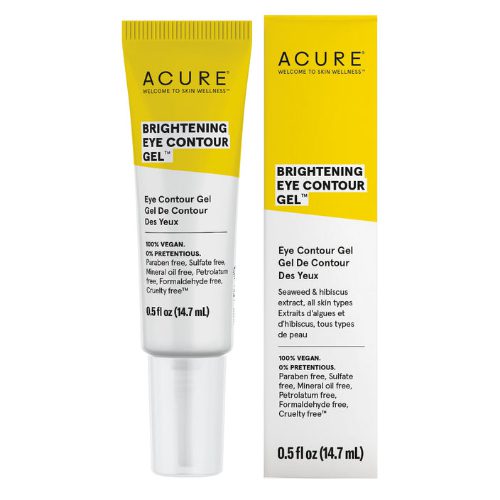 ACURE®
WELCOME TO SKIN WELLNESS™
BRIGHTENING
EYE CONTOUR
GEL™
Eye Contour Gel
Gel De Contour
Des Yeux
100% VEGAN.
0% PRETENTIOUS.
Paraben free, Sulfate free,
Mineral oil free, Petrolatum
free, Formaldehyde free,
Cruelty free™
0.5 fl oz (14.7 mL)
ACURE®
WELCOME TO SKIN WELLNESS™
BRIGHTENING
EYE CONTOUR
GEL™
Eye Contour Gel
Gel De Contour
Des Yeux
Seaweed & hibiscus
extract, all skin types
Extraits d'algues et
d'hibiscus, tous types
de peau
100% VEGAN.
0% PRETENTIOUS.
Paraben free, Sulfate
free, Mineral oil free,
Petrolatum free,
Formaldehyde free,
Cruelty free™
0.5 fl oz (14.7 mL)